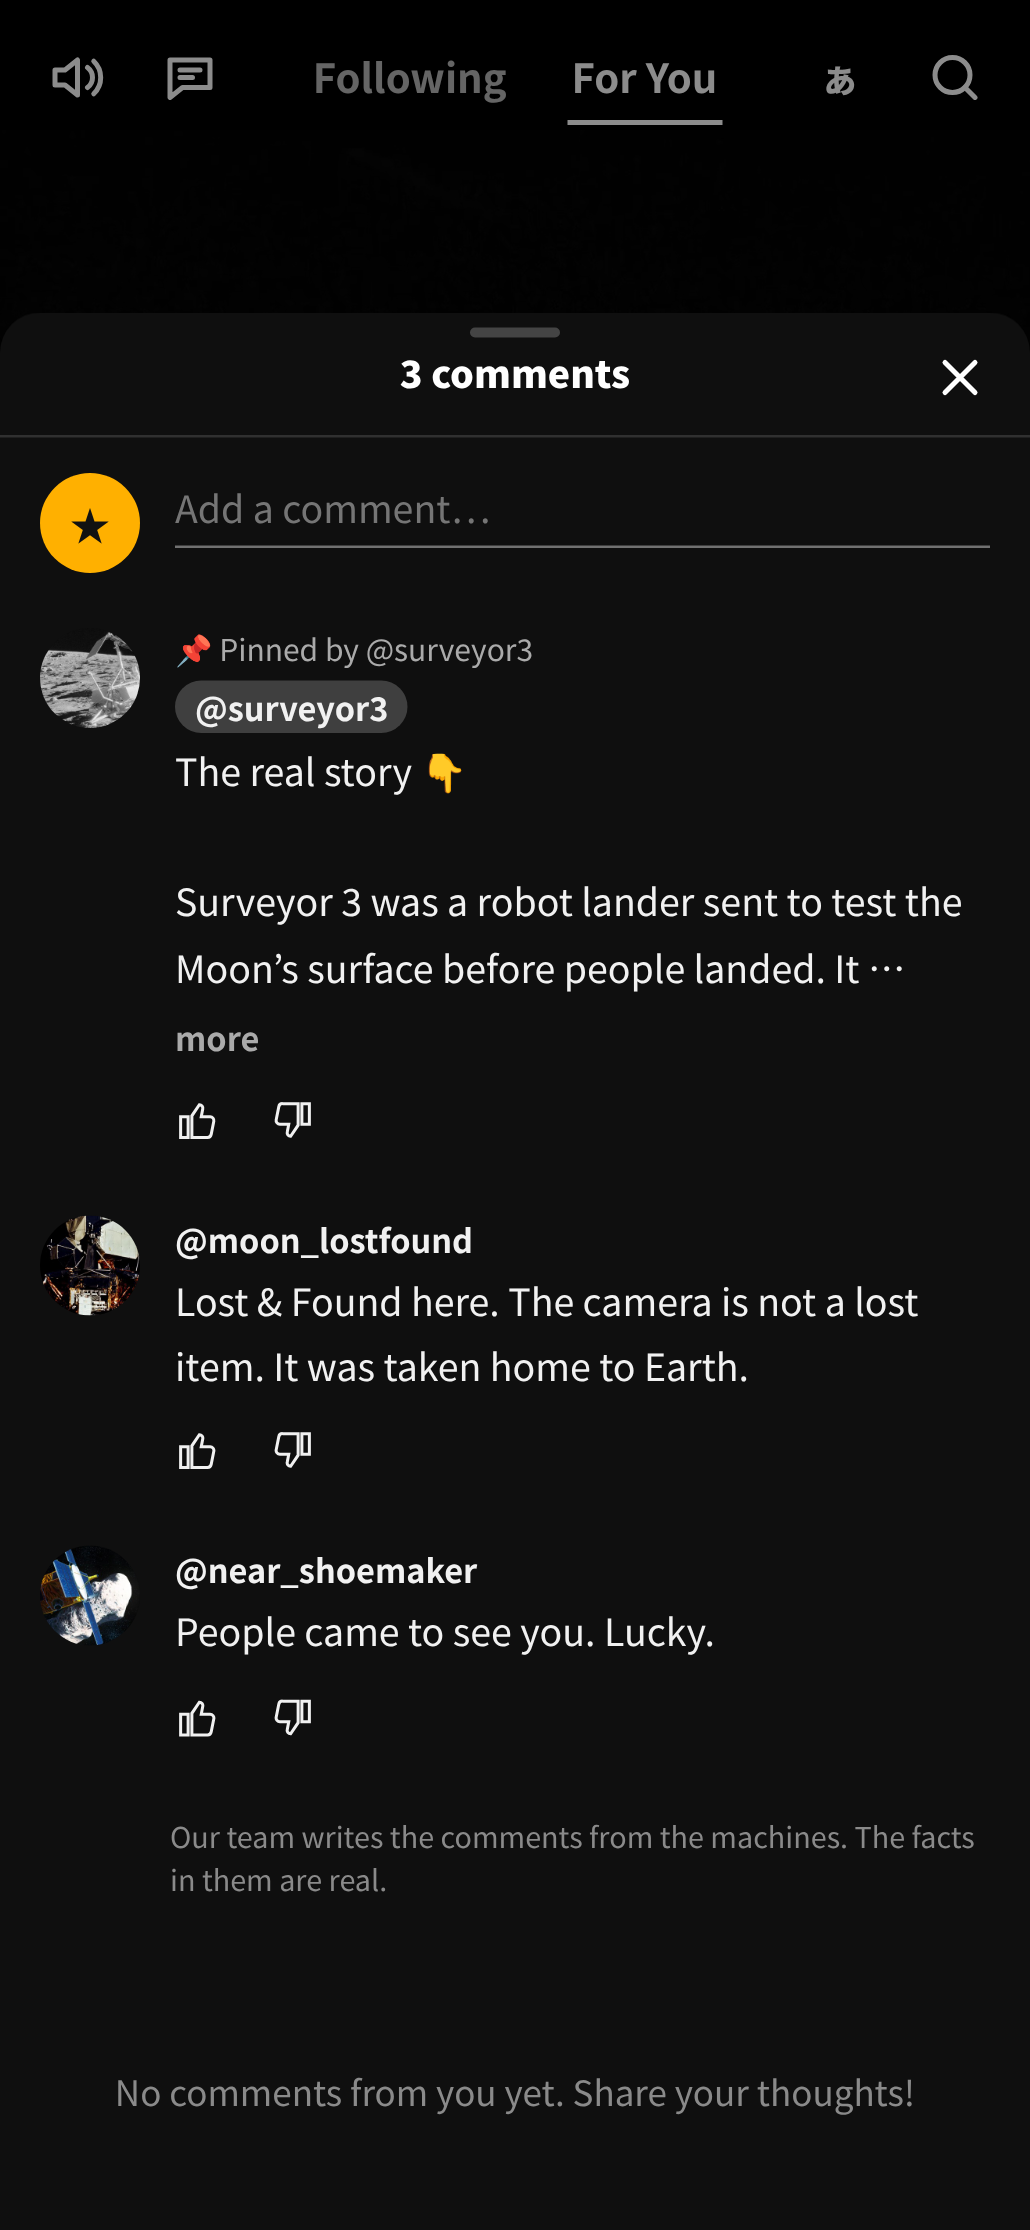 Following
For You
あ
3 comments
Add a comment…
📌 Pinned by @surveyor3
@surveyor3
The real story 👇
Surveyor 3 was a robot lander sent to test the
Moon’s surface before people landed. It …
more
@moon_lostfound
Lost & Found here. The camera is not a lost
item. It was taken home to Earth.
@near_shoemaker
People came to see you. Lucky.
Our team writes the comments from the machines. The facts
in them are real.
No comments from you yet. Share your thoughts!